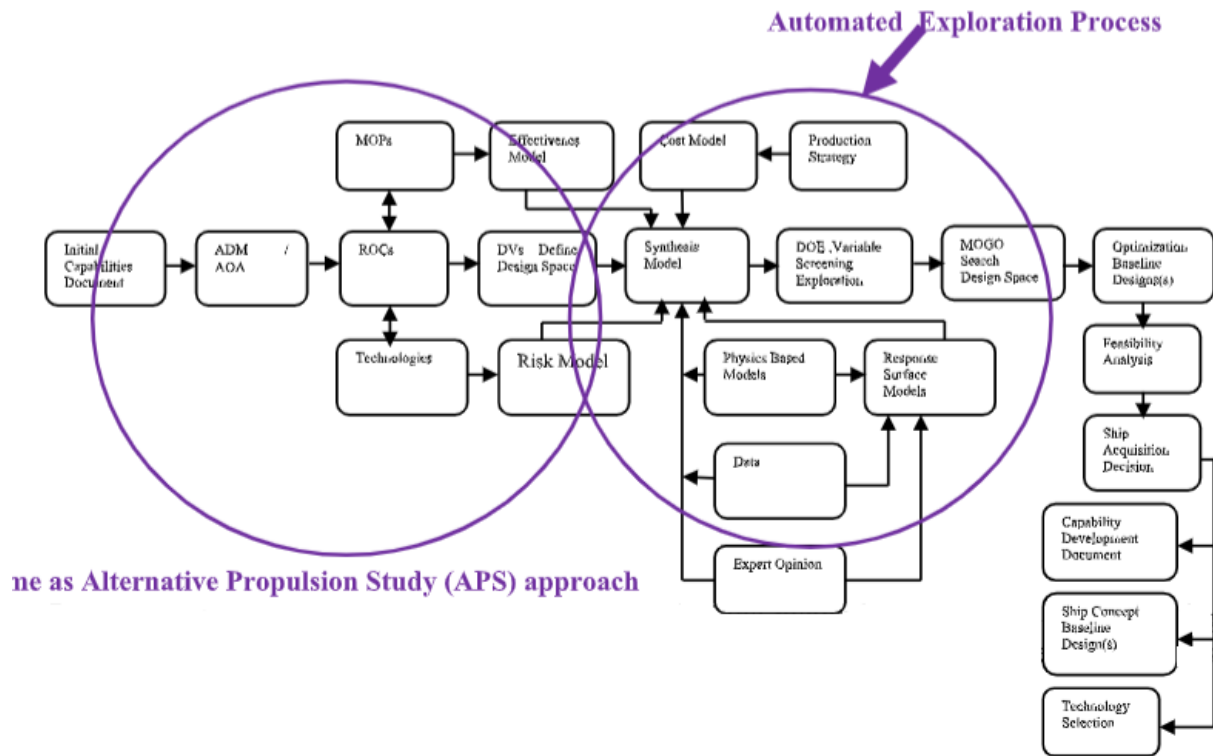 Automated Exploration Process
MOPs
Effectiveness
Model
Cost Model
Production
Strategy
Initial
Capabilities
Document
ADM /
AOA
ROCs
DVs Define
Design Space
Synthesis
Model
DOE ,Variable
Screening
Exploration
MOGO
Search
Design Space
Optimization
Baseline
Designs(s)
Technologies
Risk Model
Physics Based
Models
Response
Surface
Models
Feasibility
Analysis
Ship
Acquisition
Decision
Data
Expert Opinion
Capability
Development
Document
me as Alternative Propulsion Study (APS) approach
Ship Concept
Baseline
Design(s)
Technology
Selection